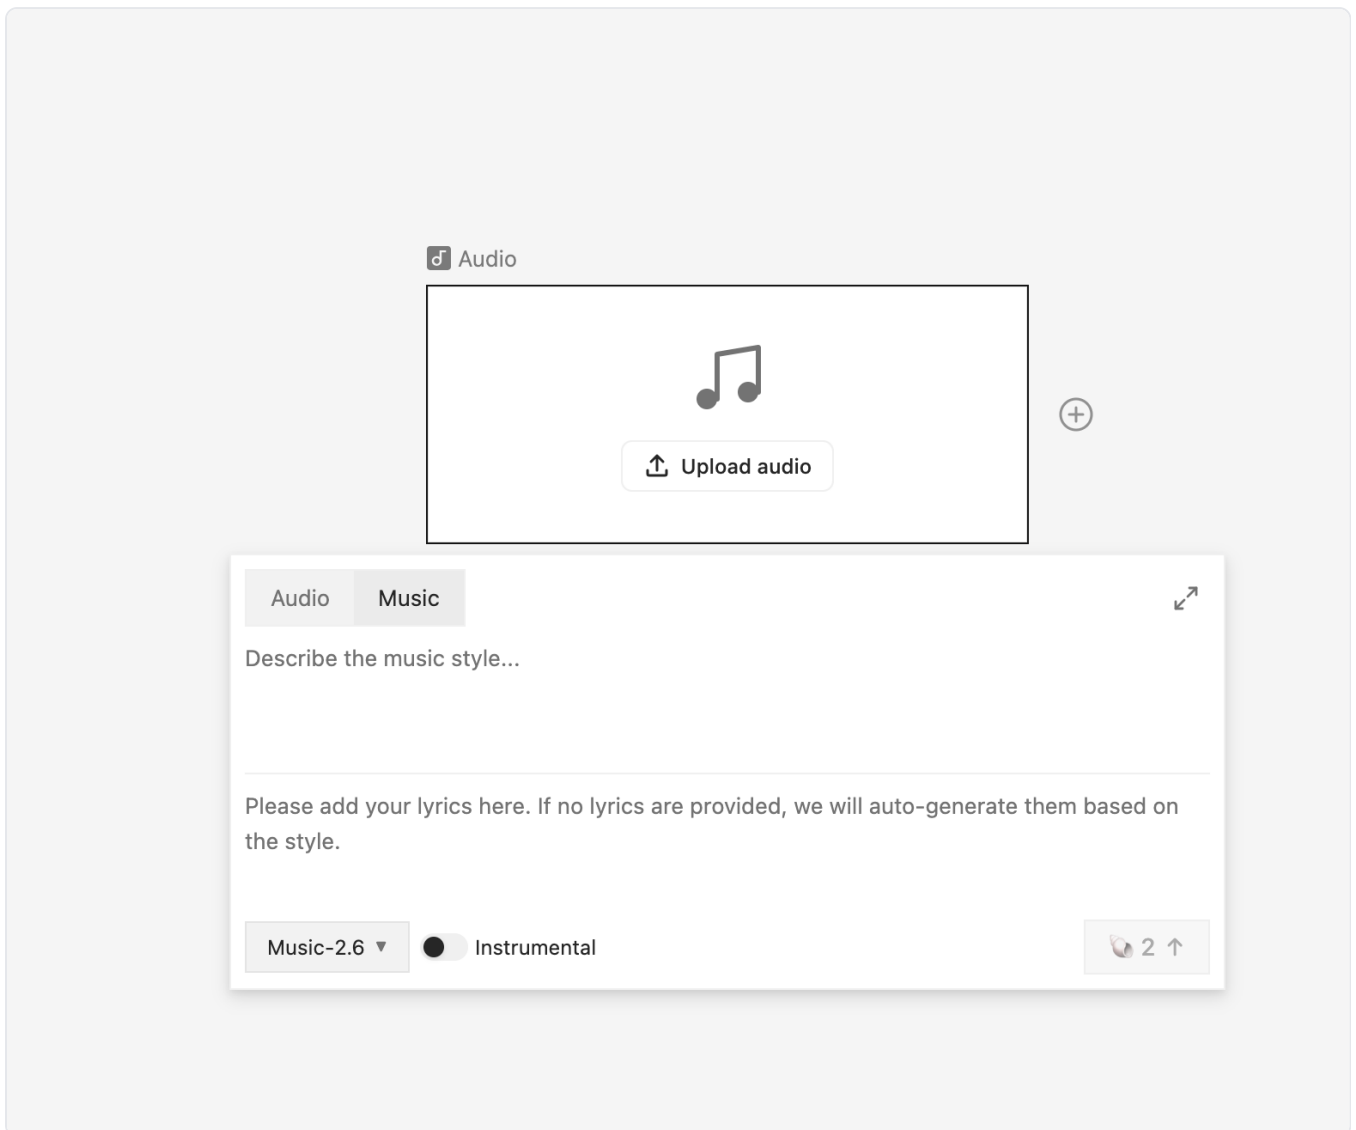 Audio
Upload audio
Audio
Music
Describe the music style...
Please add your lyrics here. If no lyrics are provided, we will auto-generate them based on
the style.
Music-2.6
Instrumental
2